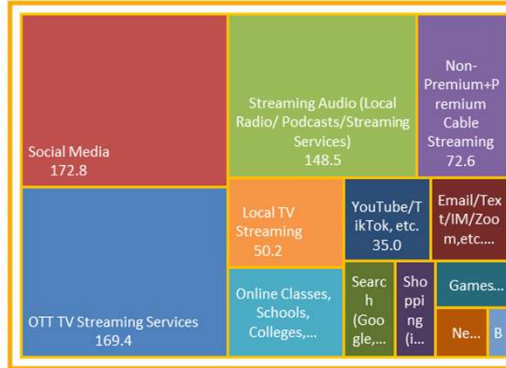 Social Media
172.8
OTT TV Streaming Services
169.4
Streaming Audio (Local
Radio/ Podcasts/Streaming
Services)
148.5
Non-
Premium+P
remium
Cable
Streaming
72.6
Local TV
Streaming
50.2
Online Classes,
Schools,
Colleges,...
YouTube/T
ikTok, etc.
35.0
Email/Tex
t/IM/Zoo
m,etc....
Searc
h
(Goo
gle,...
Sho
ppi
ng
(i...
Games...
Ne...
B